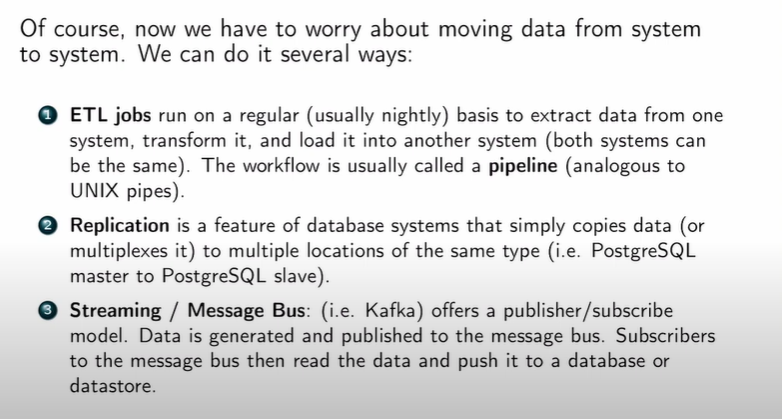 Of course, now we have to worry about moving data from system
to system. We can do it several ways:
1 ETL jobs run on a regular (usually nightly) basis to extract data from one
system, transform it, and load it into another system (both systems can
be the same). The workflow is usually called a pipeline (analogous to
UNIX pipes).
2 Replication is a feature of database systems that simply copies data (or
multiplexes it) to multiple locations of the same type (i.e. PostgreSQL
master to PostgreSQL slave).
3 Streaming / Message Bus: (i.e. Kafka) offers a publisher/subscribe
model. Data is generated and published to the message bus. Subscribers
to the message bus then read the data and push it to a database or
datastore.